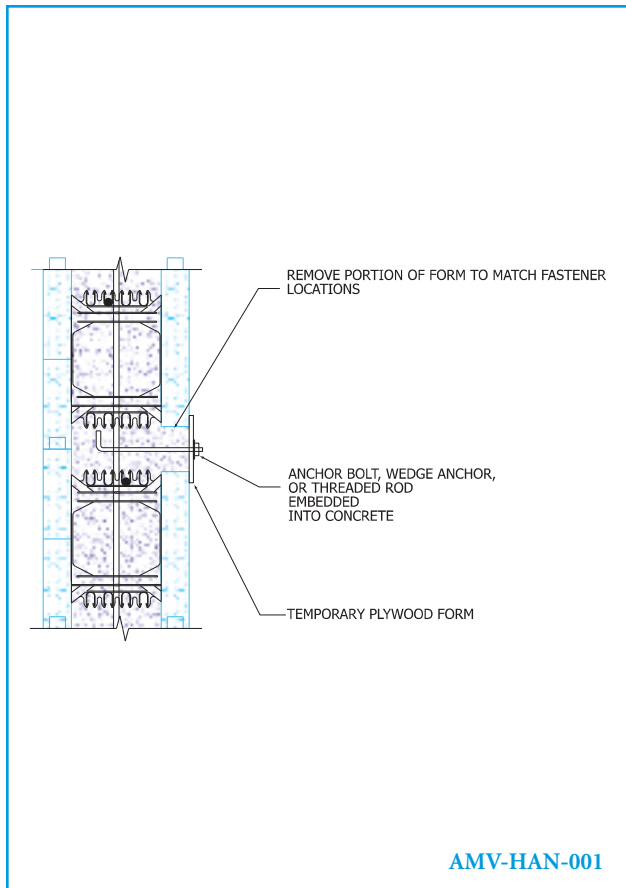 REMOVE PORTION OF FORM TO MATCH FASTENER
LOCATIONS
ANCHOR BOLT, WEDGE ANCHOR,
OR THREADED ROD
EMBEDDED
INTO CONCRETE
TEMPORARY PLYWOOD FORM
AMV-HAN-001